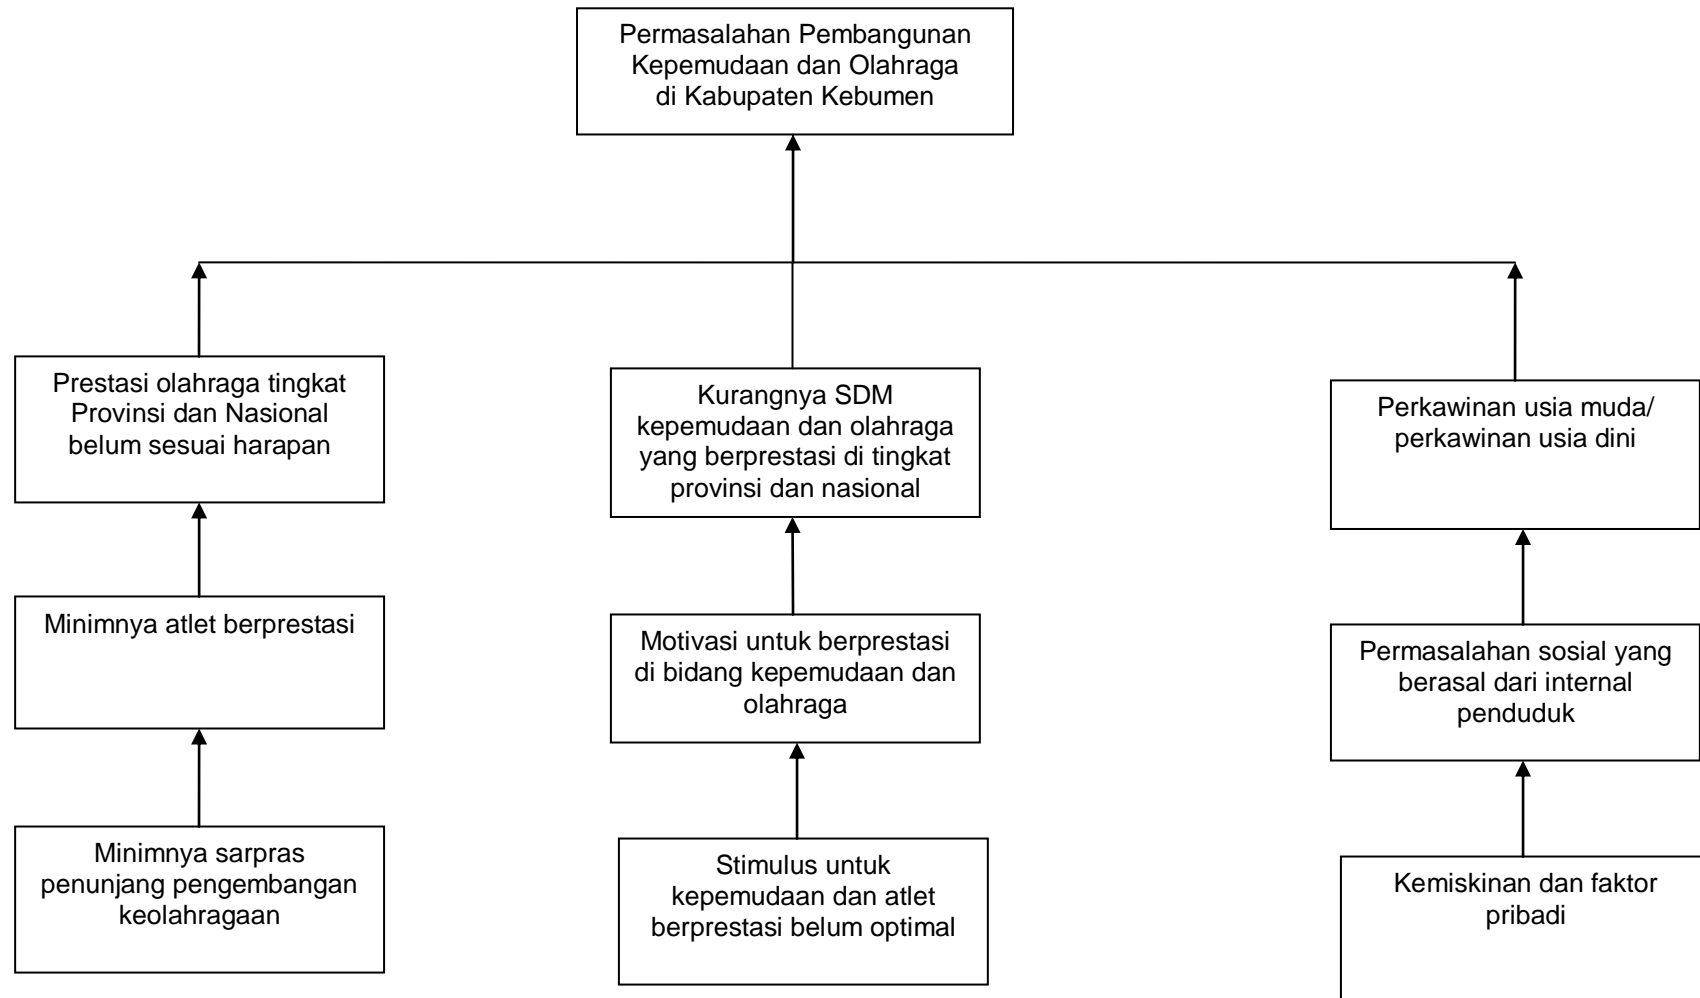 Permasalahan Pembangunan
Kepemudaan dan Olahraga
di Kabupaten Kebumen
Prestasi olahraga tingkat
Provinsi dan Nasional
belum sesuai harapan
Kurangnya SDM
kepemudaan dan olahraga
yang berprestasi di tingkat
provinsi dan nasional
Perkawinan usia muda/
perkawinan usia dini
Minimnya atlet berprestasi
Motivasi untuk berprestasi
di bidang kepemudaan dan
olahraga
Permasalahan sosial yang
berasal dari internal
penduduk
Minimnya sarpras
penunjang pengembangan
keolahragaan
Stimulus untuk
kepemudaan dan atlet
berprestasi belum optimal
Kemiskinan dan faktor
pribadi